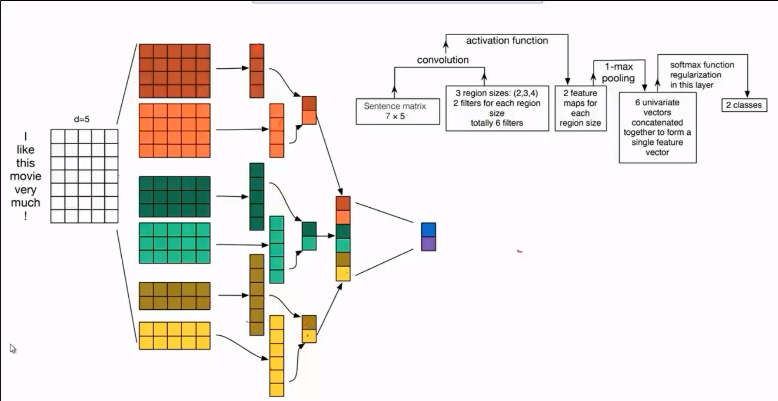 activation function
convolution
1-max
pooling
softmax function
regularization
in this layer
Sentence matrix
7 × 5
3 region sizes: (2,3,4)
2 filters for each region
size
totally 6 filters
2 feature
maps for
each
region size
6 univariate
vectors
concatenated
together to form a
single feature
vector
2 classes
d=5
I
like
this
movie
very
much
!